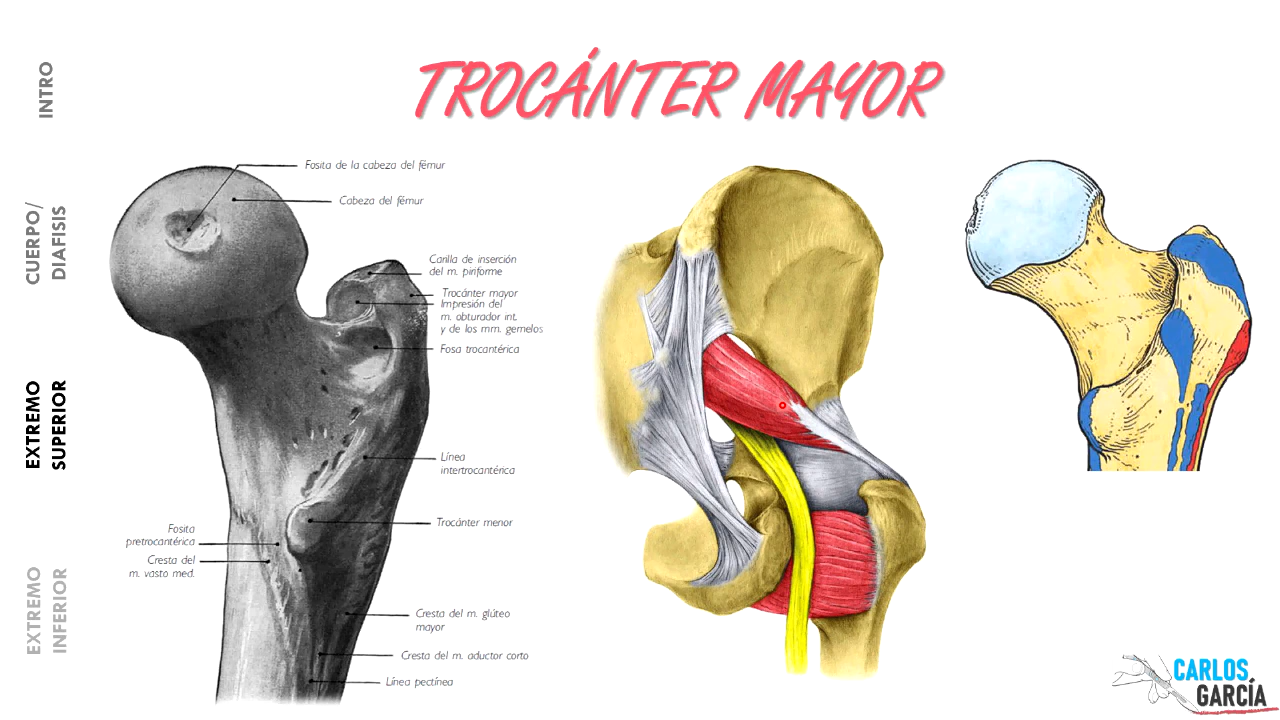 TROCÁNTER MAYOR
INTRO
CUERPO/
DIAFISIS
EXTREMO
SUPERIOR
EXTREMO
INFERIOR
Fosita de la cabeza del fémur
Cabeza del fémur
Carilla de inserción
del m. piriforme
Trocánter mayor
Impresión del
m. obturador int.
y de los mm. gemelos
Fosa trocantérica
Línea
intertrocantérica
Trocánter menor
Fosita
pretrocantérica
Cresta del
m. vasto med.
Cresta del m. glúteo
mayor
Cresta del m. aductor corto
Línea pectínea
CARLOS
GARCÍA